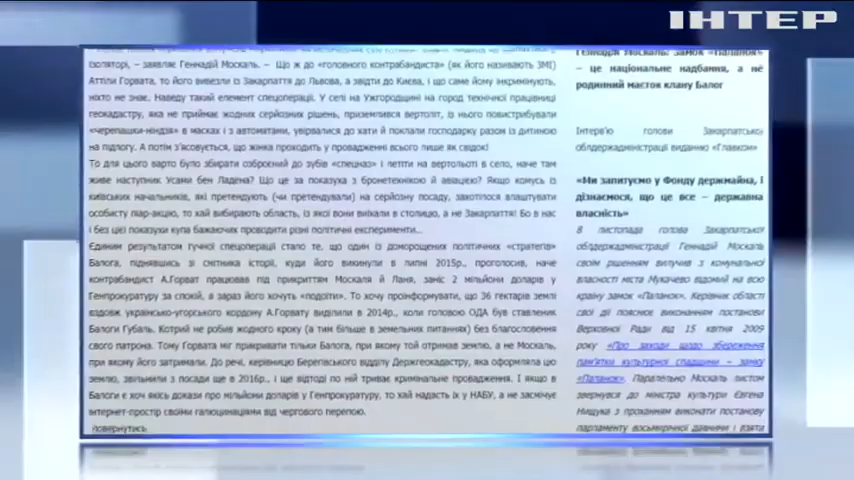 ІНТЕР
ізоляторі, – заявляє Геннадій Москаль. – Що ж до «головного контрабандиста» (як його називають ЗМІ)
Аттіли Горвата, то його вивезли із Закарпаття до Львова, а звідти до Києва, і що саме йому інкримінують,
ніхто не знає. Наведу такий елемент спецоперації. У селі на Ужгородщині на город технічної працівниці
геокадастру, яка не приймає жодних серйозних рішень, приземлився вертоліт, із нього повистрибували
«черепашки-ніндзя» в масках і з автоматами, увірвалися до хати й поклали господарку разом із дитиною
на підлогу. А потім з'ясовується, що жінка проходить у провадженні всього лише як свідок!
То для цього варто було збирати озброєний до зубів «спецназ» і летіти на вертольоті в село, наче там
живе наступник Усами бен Ладена? Що це за показуха з бронетехнікою й авіацією? Якщо комусь із
київських начальників, які претендують (чи претендували) на серйозну посаду, захотілося влаштувати
особисту піар-акцію, то хай вибирають область, із якої вони виїхали в столицю, а не Закарпаття! Бо в нас
і без цієї показухи купа бажаючих проводити різні політичні експерименти...
Єдиним результатом гучної спецоперації стало те, що один із доморощених політичних «стратегів»
Балога, піднявшись зі смітника історії, куди його викинули в липні 2015р., проголосив, наче
контрабандист А.Горват працював під прикриттям Москаля й Ланя, заніс 2 мільйони доларів у
Генпрокуратуру за спокій, а зараз його хочуть «подоїти». То хочу проінформувати, що 36 гектарів землі
вздовж українсько-угорського кордону А.Горвату виділили в 2014р., коли головою ОДА був ставленик
Балоги Губаль. Котрий не робив жодного кроку (а тим більше в земельних питаннях) без благословення
свого патрона. Тому Горвата міг прикривати тільки Балога, при якому той отримав землю, а не Москаль,
при якому його затримали. До речі, керівницю Берегівського відділу Держгеокадастру, яка оформляла цю
землю, звільнили з посади ще в 2016р., і ще відтоді по ній триває кримінальне провадження. І якщо в
Балоги є хоч якісь докази про мільйони доларів у Генпрокуратуру, то хай надасть їх у НАБУ, а не засмічує
інтернет-простір своїми галюцинаціями від чергового перепою.
повернутись
Геннадій Москаль: Замок «Паланок»
– це національне надбання, а не
родинний маєток клану Балог
Інтерв'ю голови Закарпатської
облдержадміністрації виданню «Главком»
«Ми запитуємо у Фонду держмайна, і
дізнаємося, що це все – державна
власність»
8 листопада голова Закарпатської
облдержадміністрації Геннадій Москаль
своїм рішенням вилучив з комунальної
власності міста Мукачево відомий на всю
країну замок «Паланок». Керівник області
свої дії пояснює виконанням постанови
Верховної Ради від 15 квітня 2009
року «Про заходи щодо збереження
пам'ятки культурної спадщини – замку
«Паланок». Паралельно Москаль листом
звернувся до міністра культури Євгена
Нищука з проханням виконати постанову
парламенту восьмирічної давнини і взяти